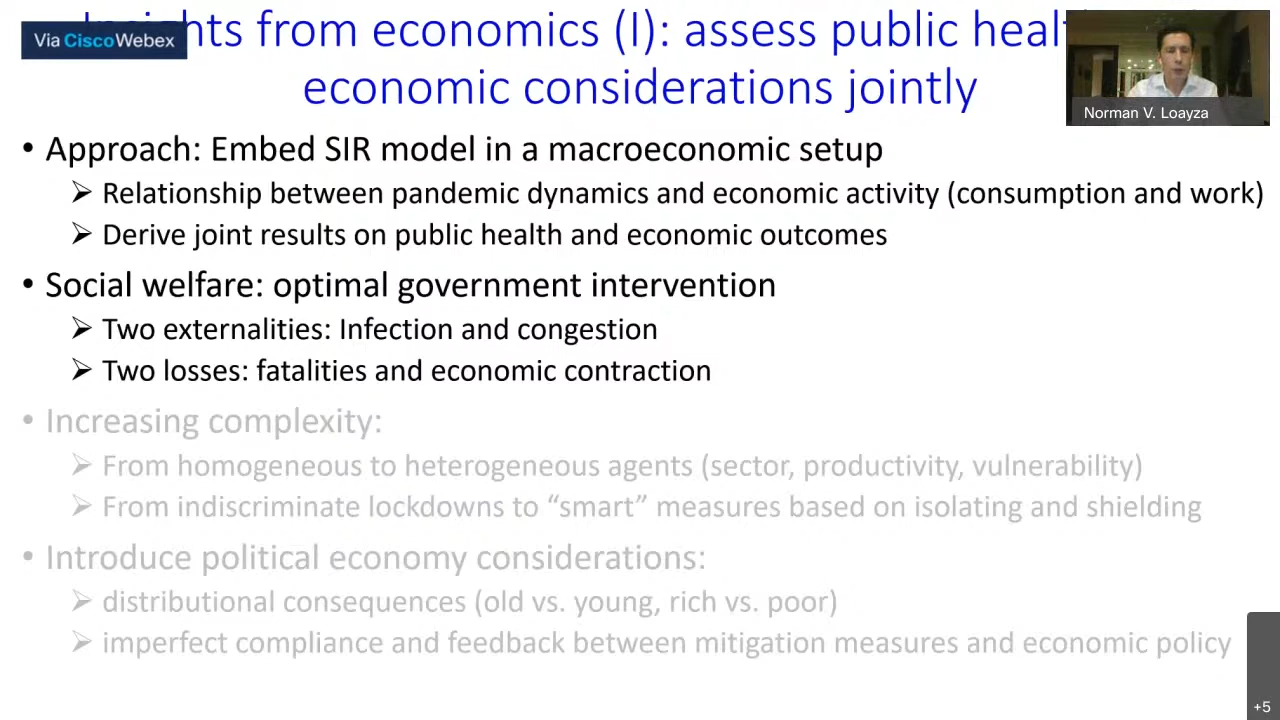 Via Cisco Webex
hts from economics (I): assess public heal
economic considerations jointly
Norman V. Loayza
• Approach: Embed SIR model in a macroeconomic setup
➢ Relationship between pandemic dynamics and economic activity (consumption and work)
➢ Derive joint results on public health and economic outcomes
• Social welfare: optimal government intervention
➢ Two externalities: Infection and congestion
➢ Two losses: fatalities and economic contraction
• Increasing complexity:
➢ From homogeneous to heterogeneous agents (sector, productivity, vulnerability)
➢ From indiscriminate lockdowns to “smart” measures based on isolating and shielding
• Introduce political economy considerations:
➢ distributional consequences (old vs. young, rich vs. poor)
➢ imperfect compliance and feedback between mitigation measures and economic policy
+5